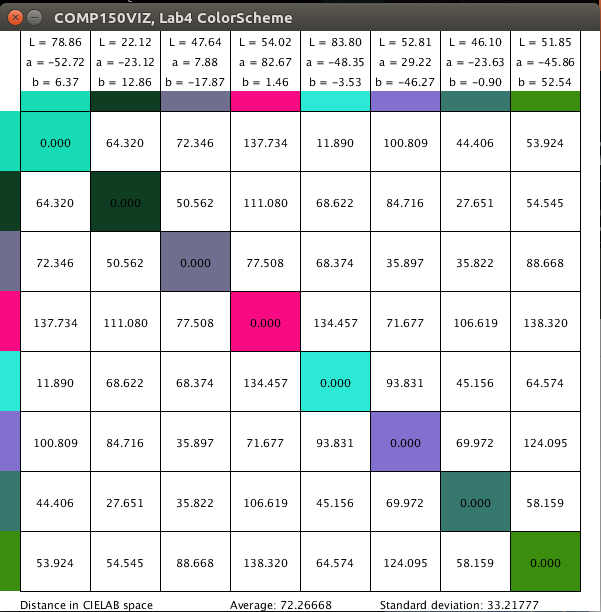 COMP150VIZ, Lab4 ColorScheme
L = 78.86 L = 22.12 L = 47.64 L = 54.02 L = 83.80 L = 52.81 L = 46.10 L = 51.85
a = -52.72 a = -23.12 a = 7.88 a = 82.67 a = -48.35 a = 29.22 a = -23.63 a = -45.86
b = 6.37 b = 12.86 b = -17.87 b = 1.46 b = -3.53 b = -46.27 b = -0.90 b = 52.54
0.000 64.320 72.346 137.734 11.890 100.809 44.406 53.924
64.320 0.000 50.562 111.080 68.622 84.716 27.651 54.545
72.346 50.562 0.000 77.508 68.374 35.897 35.822 88.668
137.734 111.080 77.508 0.000 134.457 71.677 106.619 138.320
11.890 68.622 68.374 134.457 0.000 93.831 45.156 64.574
100.809 84.716 35.897 71.677 93.831 0.000 69.972 124.095
44.406 27.651 35.822 106.619 45.156 69.972 0.000 58.159
53.924 54.545 88.668 138.320 64.574 124.095 58.159 0.000
Distance in CIELAB space Average: 72.26668 Standard deviation: 33.21777